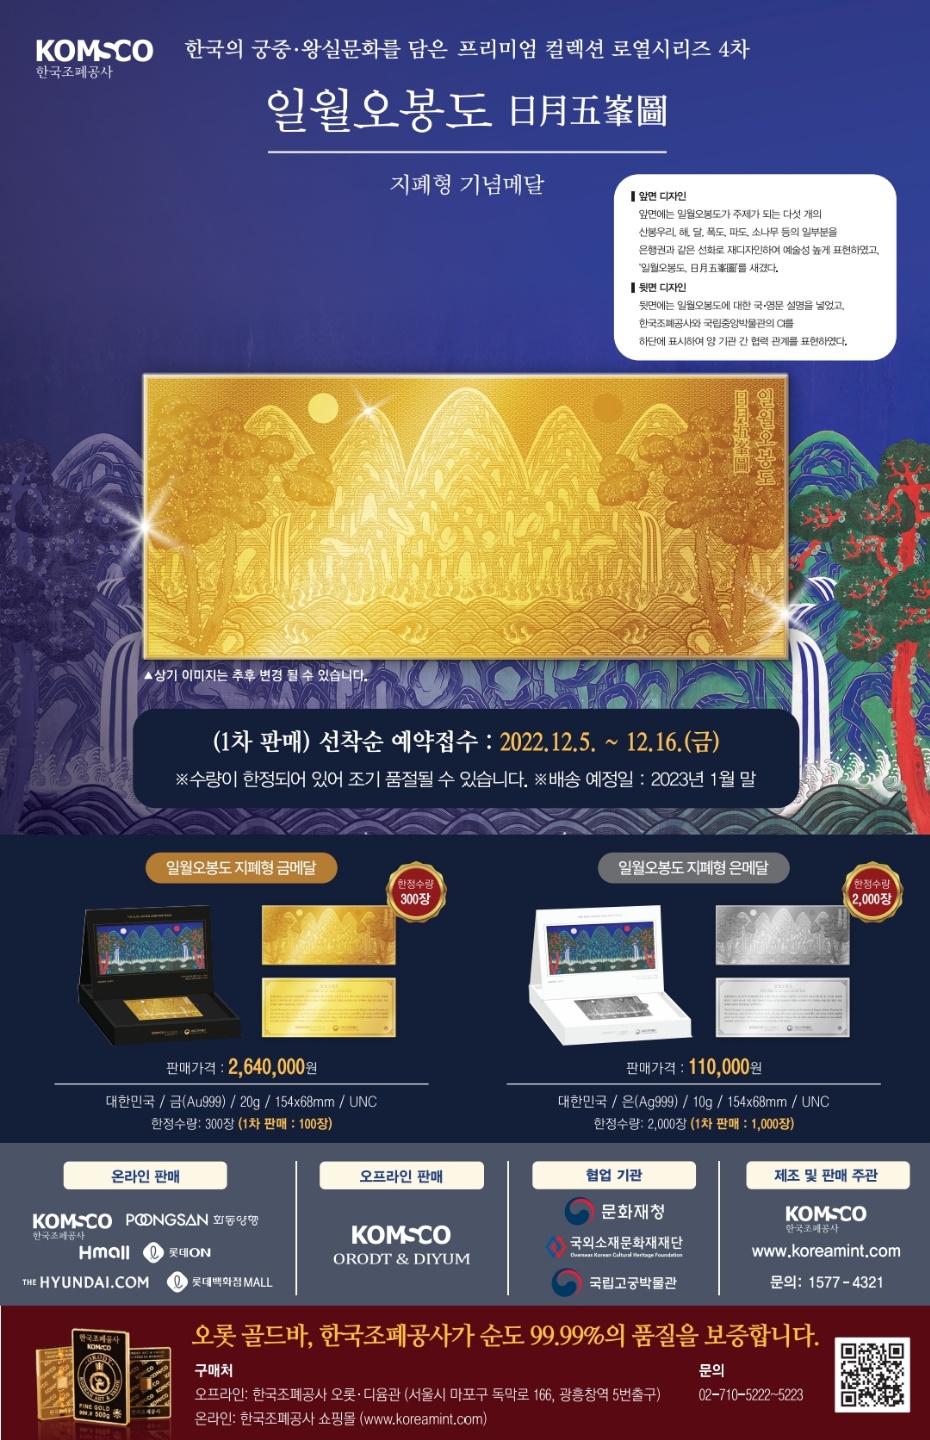 KOMSCO
한국조폐공사
한국의 궁중·왕실문화를 담은 프리미엄 컬렉션 로열시리즈 4차
일월오봉도 日月五峯圖
지폐형 기념메달
앞면 디자인
앞면에는 일월오봉도가 주제가 되는 다섯 개의
산봉우리, 해, 달, 폭도, 파도, 소나무 등의 일부분을
은행권과 같은 선화로 재디자인하여 예술성 높게 표현하였고,
'일월오봉도, 日月五峯圖'를 새겼다.
뒷면 디자인
뒷면에는 일월오봉도에 대한 국·영문 설명을 넣었고,
한국조폐공사와 국립중앙박물관의 CI를
하단에 표시하여 양 기관 간 협력 관계를 표현하였다.
일월오봉도
日月五峯圖
▲상기 이미지는 추후 변경 될 수 있습니다.
(1차 판매) 선착순 예약접수 : 2022.12.5. ~ 12.16.(금)
※수량이 한정되어 있어 조기 품절될 수 있습니다. ※배송 예정일 : 2023년 1월 말
일월오봉도 지폐형 금메달
한정수량
300장
판매가격 : 2,640,000원
대한민국 / 금(Au999) / 20g / 154x68mm / UNC
한정수량: 300장 (1차 판매 : 100장)
일월오봉도 지폐형 은메달
한정수량
2,000장
판매가격 : 110,000원
대한민국 / 은(Ag999) / 10g / 154x68mm / UNC
한정수량: 2,000장 (1차 판매 : 1,000장)
온라인 판매
KOMSCO
한국조폐공사
POONGSAN 화동양행
Hmall
롯데ON
THE HYUNDAI.COM
롯데백화점MALL
오프라인 판매
KOMSCO
ORODT & DIYUM
협업 기관
문화재청
국외소재문화재재단
Overseas Korean Cultural Heritage Foundation
국립고궁박물관
제조 및 판매 주관
KOMSCO
한국조폐공사
www.koreamint.com
문의: 1577-4321
한국조폐공사
KOMSCO
ORODT
FINE GOLD
999.9 500g
오롯 골드바, 한국조폐공사가 순도 99.99%의 품질을 보증합니다.
구매처
오프라인: 한국조폐공사 오롯·디윰관 (서울시 마포구 독막로 166, 광흥창역 5번출구)
온라인: 한국조폐공사 쇼핑몰 (www.koreamint.com)
문의
02-710-5222~5223